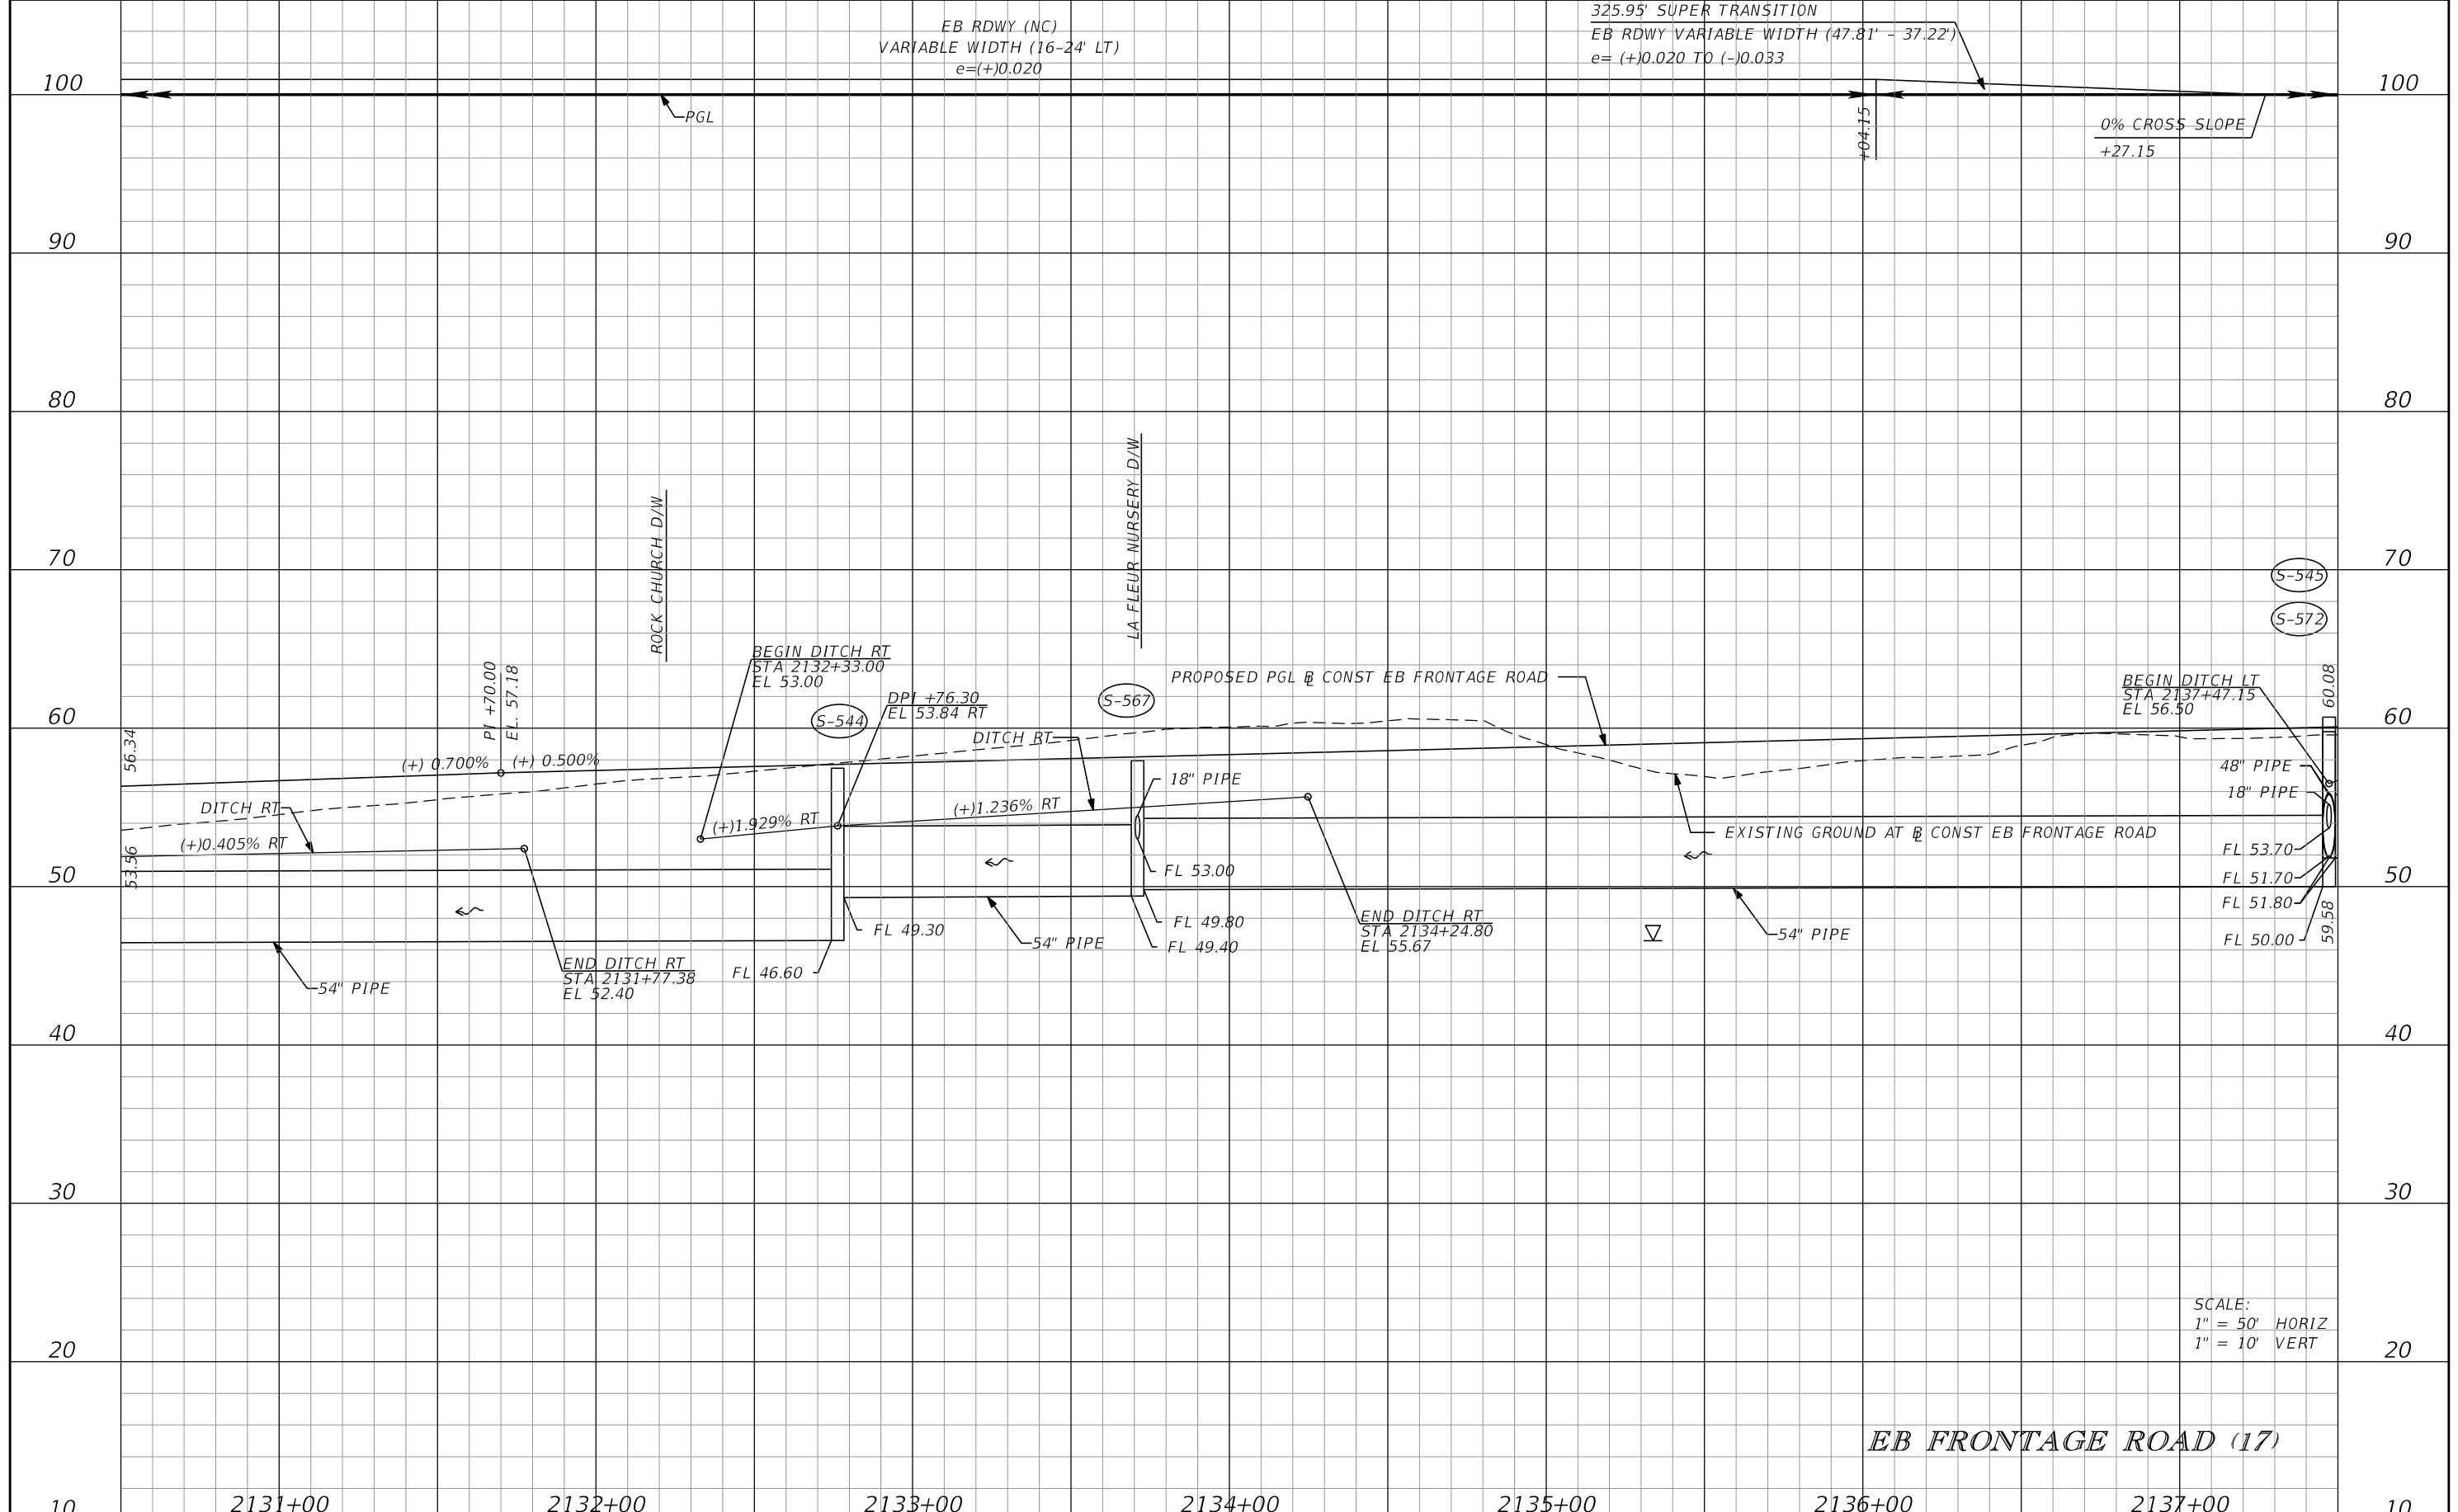 EB RDWY (NC)
VARIABLE WIDTH (16-24' LT)
e=(+)0.020
325.95' SUPER TRANSITION
EB RDWY VARIABLE WIDTH (47.81' - 37.22')
e= (+)0.020 TO (-)0.033
100
100
PGL
+04.15
0% CROSS SLOPE
+27.15
90
90
80
80
70
70
ROCK CHURCH D/W
LA FLEUR NURSERY D/W
S-545
S-572
BEGIN DITCH RT
STA 2132+33.00
EL 53.00
DPI +76.30
EL 53.84 RT
S-544
S-567
PROPOSED PGL ℄ CONST EB FRONTAGE ROAD
BEGIN DITCH LT
STA 2137+47.15
EL 56.50
60.08
60
60
PI +70.00
EL. 57.18
56.34
(+) 0.700%
(+) 0.500%
DITCH RT
DITCH RT
18" PIPE
48" PIPE
18" PIPE
(+)1.929% RT
(+)1.236% RT
(+)0.405% RT
53.56
EXISTING GROUND AT ℄ CONST EB FRONTAGE ROAD
FL 53.00
FL 53.70
FL 51.70
FL 51.80
FL 50.00
59.58
50
50
FL 49.30
FL 49.80
FL 49.40
54" PIPE
END DITCH RT
STA 2134+24.80
EL 55.67
54" PIPE
END DITCH RT
STA 2131+77.38
EL 52.40
FL 46.60
54" PIPE
40
40
30
30
SCALE:
1" = 50' HORIZ
1" = 10' VERT
20
20
EB FRONTAGE ROAD (17)
10
2131+00
2132+00
2133+00
2134+00
2135+00
2136+00
2137+00
10